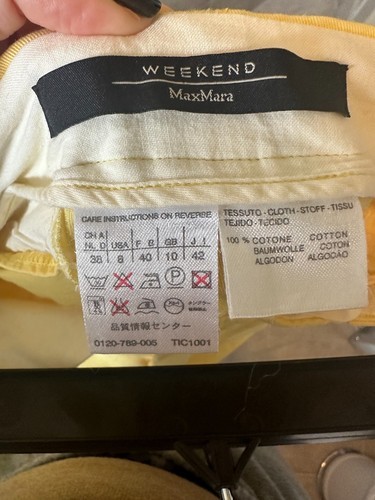 WEEKEND
MaxMara
CARE INSTRUCTIONS ON REVERSE
CH A
NL D USA F B GB J I
38 8 40 10 42
P
品質情報センター
0120-789-005 TIC1001
TESSUTO - CLOTH - STOFF - TISSU
TEJIDO - TECIDO
100 % COTONE COTTON
BAUMWOLLE COTON
ALGODON ALGODÃO